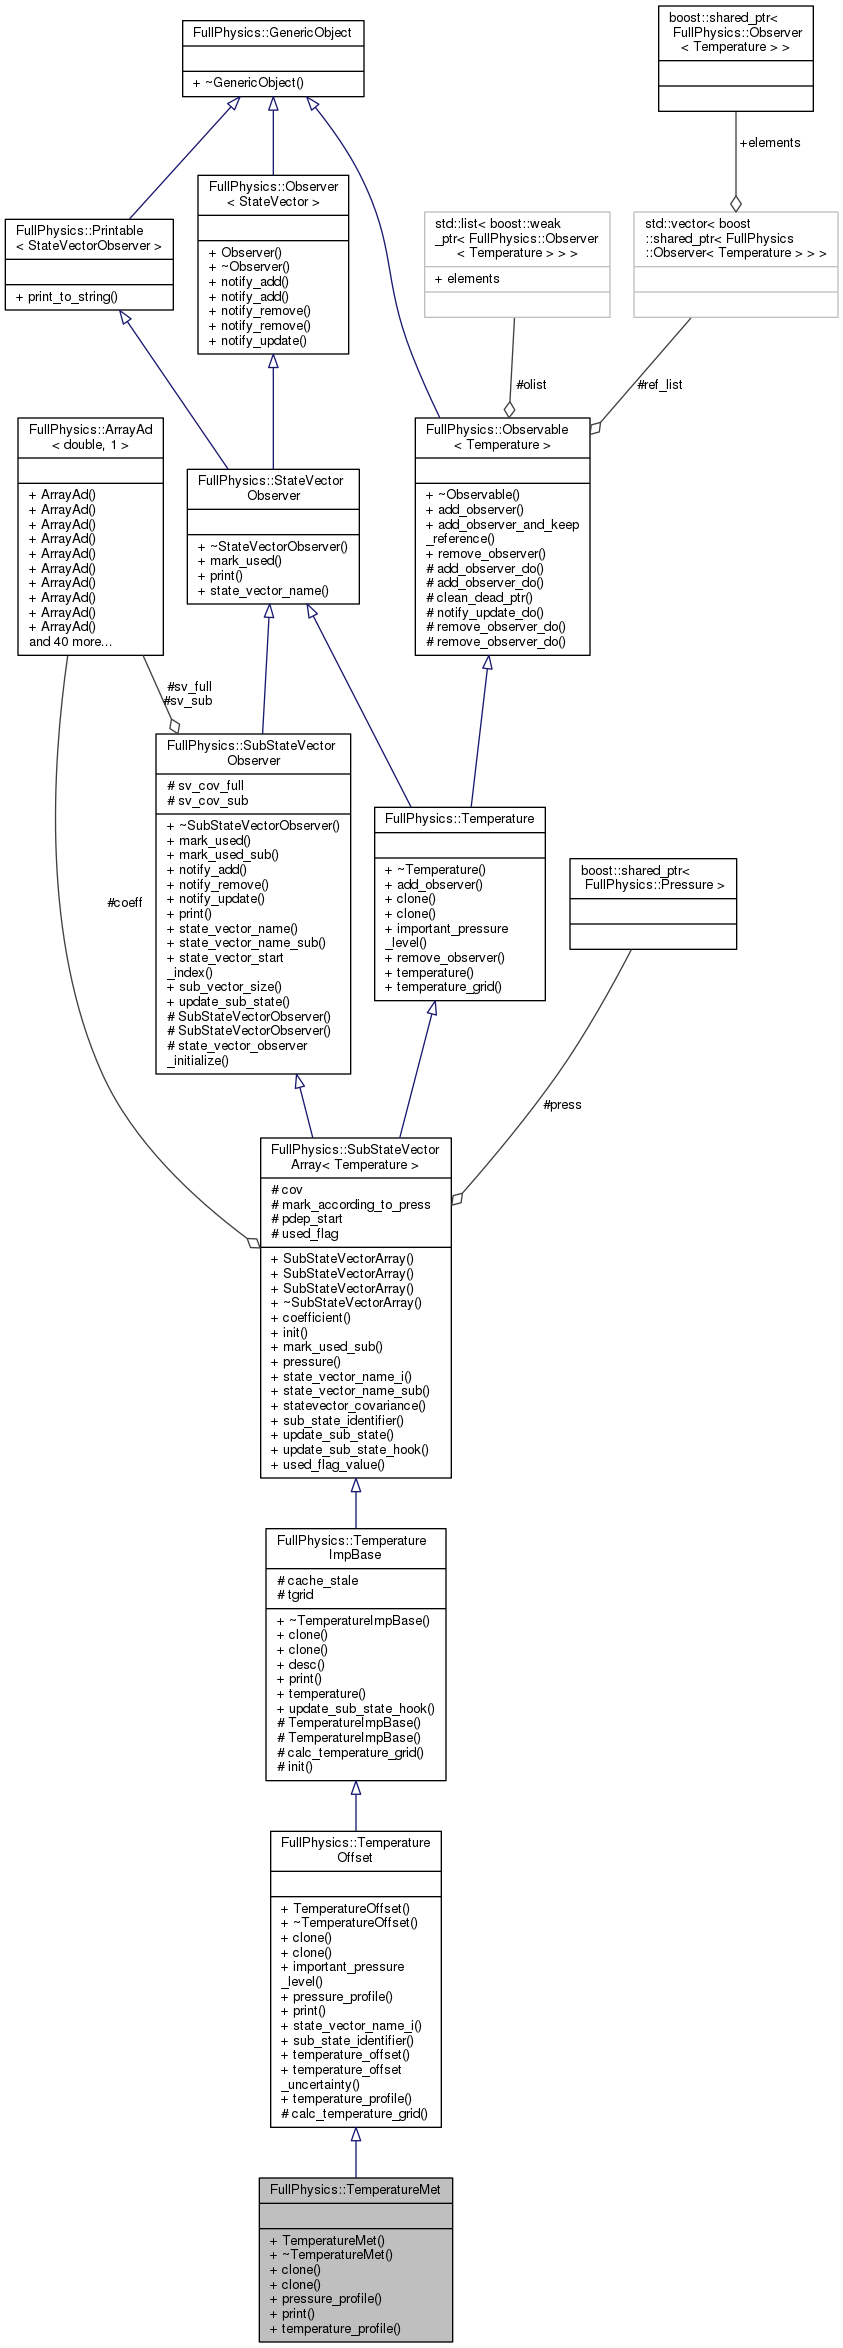 FullPhysics::GenericObject
+ ~GenericObject()
boost::shared_ptr<
FullPhysics::Observer
< Temperature > >
+elements
FullPhysics::Printable
< StateVectorObserver >
+ print_to_string()
FullPhysics::Observer
< StateVector >
+ Observer()
+ ~Observer()
+ notify_add()
+ notify_add()
+ notify_remove()
+ notify_remove()
+ notify_update()
std::list< boost::weak
_ptr< FullPhysics::Observer
< Temperature > > >
+ elements
std::vector< boost
::shared_ptr< FullPhysics
::Observer< Temperature > > >
#olist
#ref_list
FullPhysics::ArrayAd
< double, 1 >
+ ArrayAd()
+ ArrayAd()
+ ArrayAd()
+ ArrayAd()
+ ArrayAd()
+ ArrayAd()
+ ArrayAd()
+ ArrayAd()
+ ArrayAd()
+ ArrayAd()
and 40 more...
FullPhysics::StateVector
Observer
+ ~StateVectorObserver()
+ mark_used()
+ print()
+ state_vector_name()
FullPhysics::Observable
< Temperature >
+ ~Observable()
+ add_observer()
+ add_observer_and_keep
_reference()
+ remove_observer()
# add_observer_do()
# add_observer_do()
# clean_dead_ptr()
# notify_update_do()
# remove_observer_do()
# remove_observer_do()
#sv_full
#sv_sub
#coeff
FullPhysics::SubStateVector
Observer
# sv_cov_full
# sv_cov_sub
+ ~SubStateVectorObserver()
+ mark_used()
+ mark_used_sub()
+ notify_add()
+ notify_remove()
+ notify_update()
+ print()
+ state_vector_name()
+ state_vector_name_sub()
+ state_vector_start
_index()
+ sub_vector_size()
+ update_sub_state()
# SubStateVectorObserver()
# SubStateVectorObserver()
# state_vector_observer
_initialize()
FullPhysics::Temperature
+ ~Temperature()
+ add_observer()
+ clone()
+ clone()
+ important_pressure
_level()
+ remove_observer()
+ temperature()
+ temperature_grid()
boost::shared_ptr<
FullPhysics::Pressure >
#press
FullPhysics::SubStateVector
Array< Temperature >
# cov
# mark_according_to_press
# pdep_start
# used_flag
+ SubStateVectorArray()
+ SubStateVectorArray()
+ SubStateVectorArray()
+ ~SubStateVectorArray()
+ coefficient()
+ init()
+ mark_used_sub()
+ pressure()
+ state_vector_name_i()
+ state_vector_name_sub()
+ statevector_covariance()
+ sub_state_identifier()
+ update_sub_state()
+ update_sub_state_hook()
+ used_flag_value()
FullPhysics::Temperature
ImpBase
# cache_stale
# tgrid
+ ~TemperatureImpBase()
+ clone()
+ clone()
+ desc()
+ print()
+ temperature()
+ update_sub_state_hook()
# TemperatureImpBase()
# TemperatureImpBase()
# calc_temperature_grid()
# init()
FullPhysics::Temperature
Offset
+ TemperatureOffset()
+ ~TemperatureOffset()
+ clone()
+ clone()
+ important_pressure
_level()
+ pressure_profile()
+ print()
+ state_vector_name_i()
+ sub_state_identifier()
+ temperature_offset()
+ temperature_offset
_uncertainty()
+ temperature_profile()
# calc_temperature_grid()
FullPhysics::TemperatureMet
+ TemperatureMet()
+ ~TemperatureMet()
+ clone()
+ clone()
+ pressure_profile()
+ print()
+ temperature_profile()